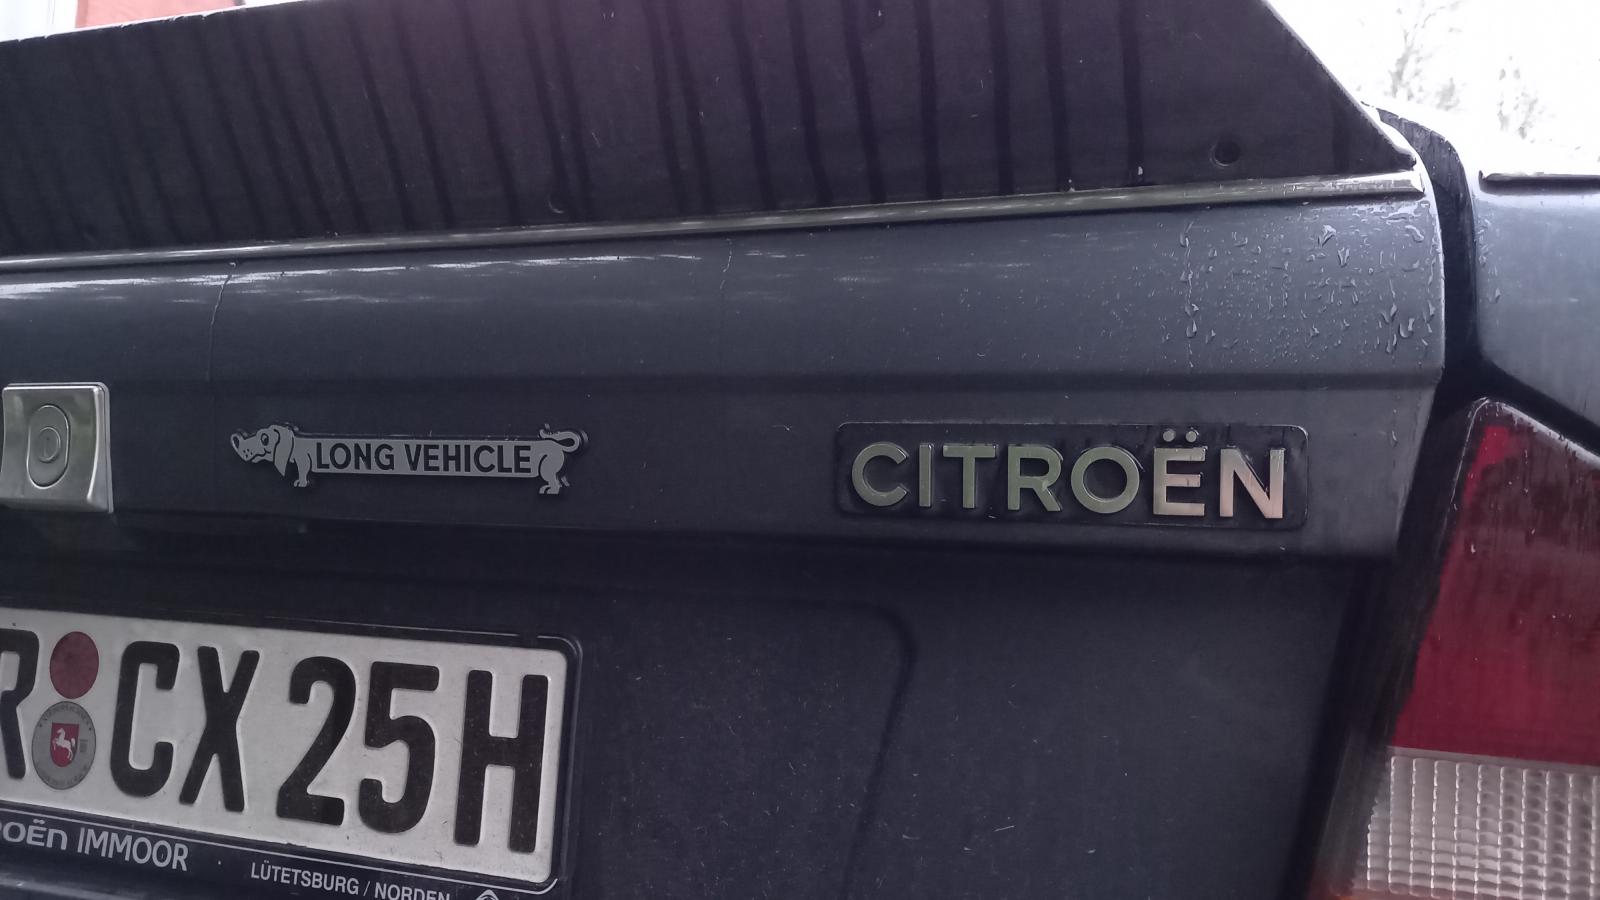 LONG VEHICLE
CITROËN
R CX 25H
IMMOOR
LÜTETSBURG / NORDEN